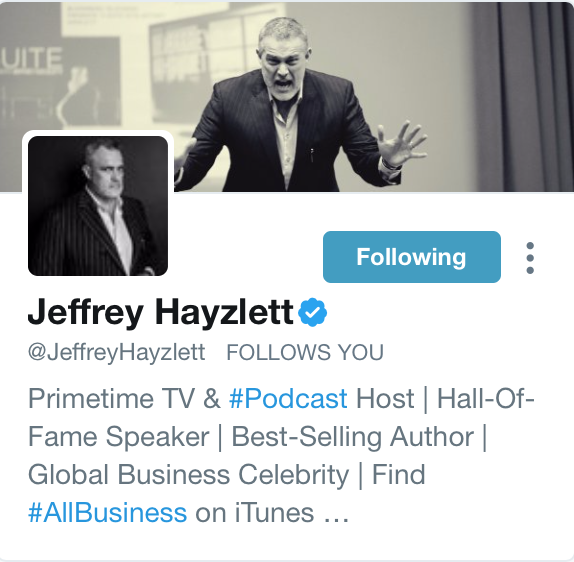 UITE
Following
Jeffrey Hayzlett
@JeffreyHayzlett FOLLOWS YOU
Primetime TV & #Podcast Host | Hall-Of-
Fame Speaker | Best-Selling Author |
Global Business Celebrity | Find
#AllBusiness on iTunes …